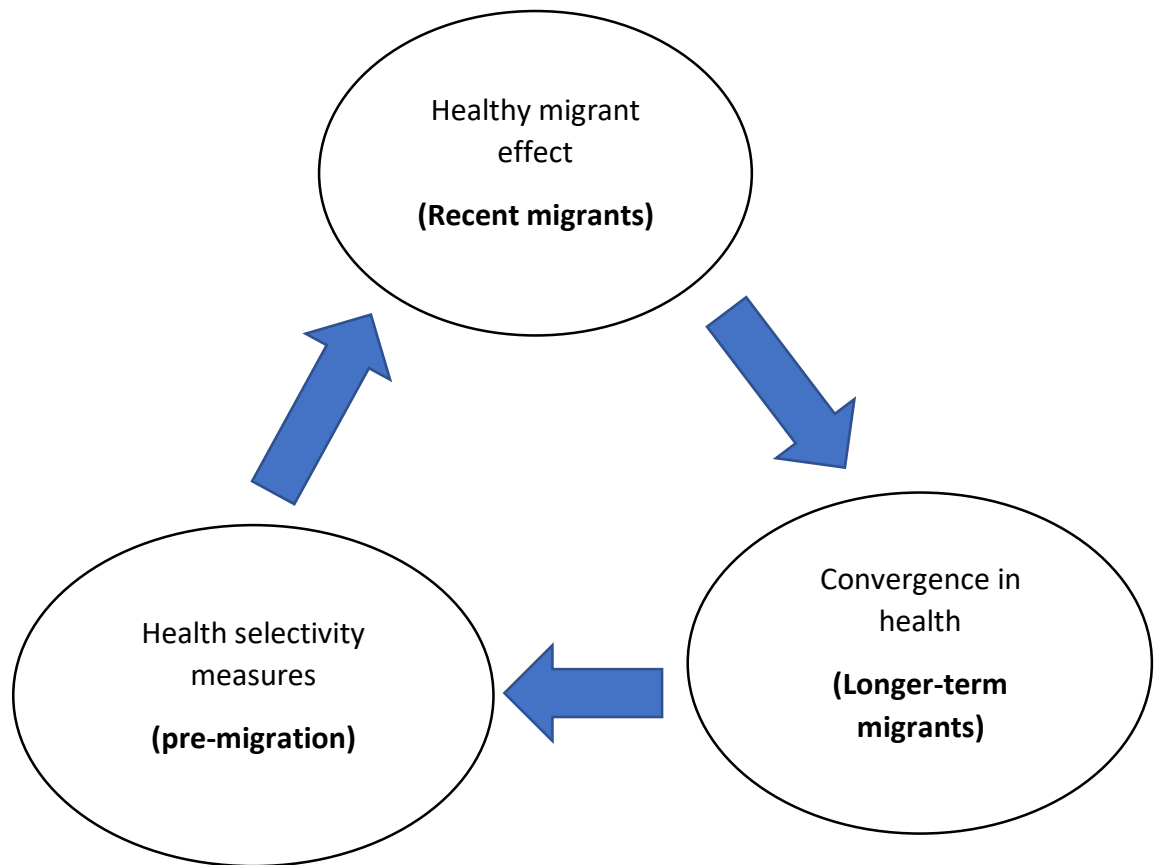 Healthy migrant
effect
(Recent migrants)
Convergence in
health
(Longer-term
migrants)
Health selectivity
measures
(pre-migration)